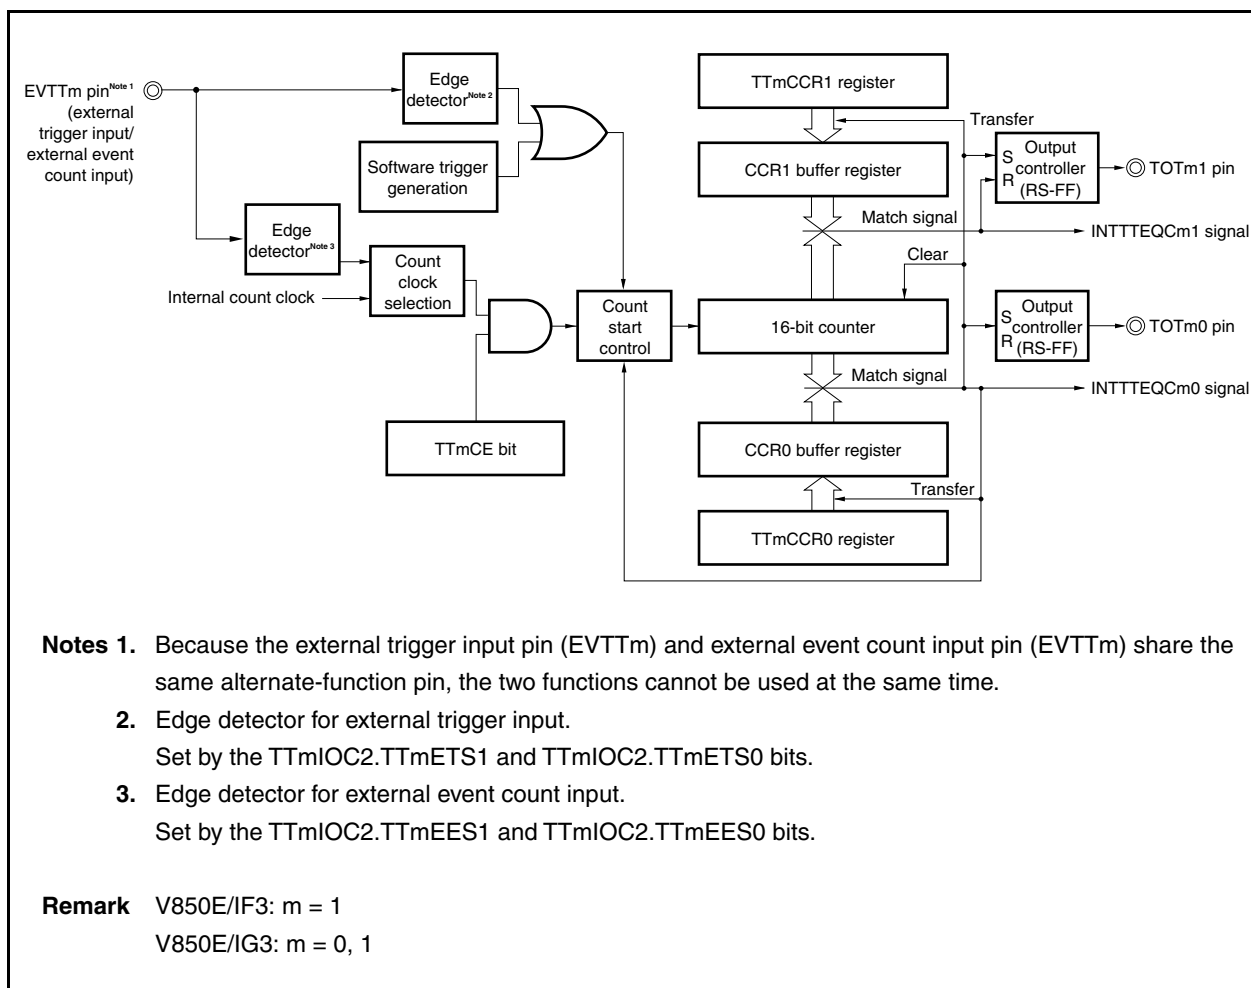 EVTTm pin Note 1
(external
trigger input/
external event
count input)
Edge
detector Note 2
Software trigger
generation
Edge
detector Note 3
Internal count clock
Count
clock
selection
TTmCE bit
Count
start
control
TTmCCR1 register
Transfer
CCR1 buffer register
Match signal
Clear
16-bit counter
Match signal
CCR0 buffer register
Transfer
TTmCCR0 register
S
R
Output
controller
(RS-FF)
TOTm1 pin
INTTTEQCm1 signal
S
R
Output
controller
(RS-FF)
TOTm0 pin
INTTTEQCm0 signal
Notes 1. Because the external trigger input pin (EVTTm) and external event count input pin (EVTTm) share the
same alternate-function pin, the two functions cannot be used at the same time.
2. Edge detector for external trigger input.
Set by the TTmIOC2.TTmETS1 and TTmIOC2.TTmETS0 bits.
3. Edge detector for external event count input.
Set by the TTmIOC2.TTmEES1 and TTmIOC2.TTmEES0 bits.
Remark V850E/IF3: m = 1
V850E/IG3: m = 0, 1